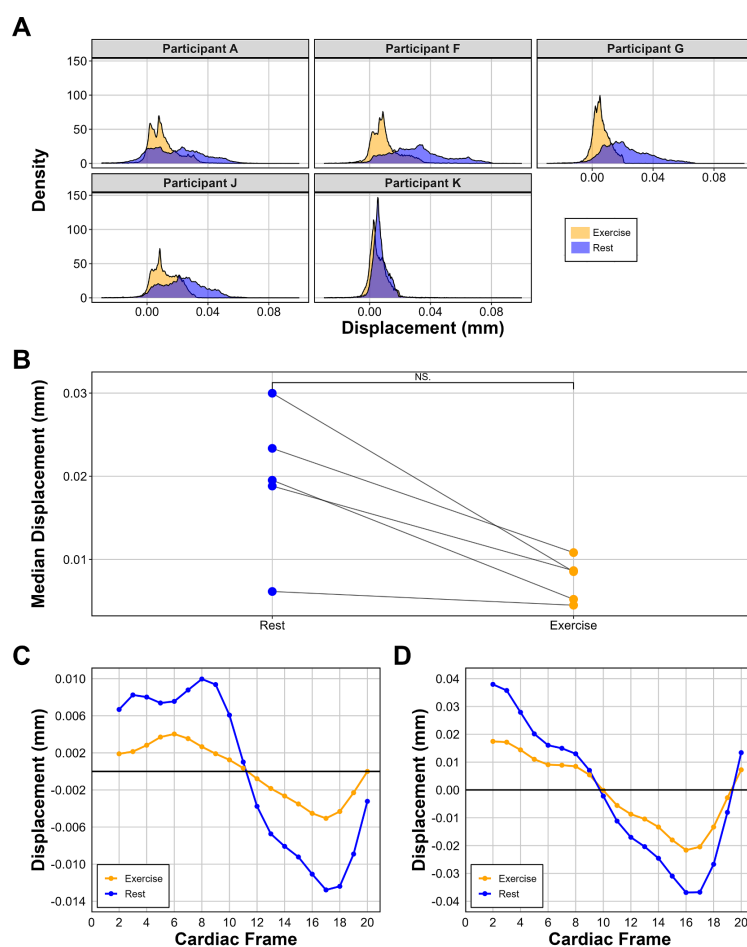 A
Participant A
Participant F
Participant G
150
100
50
0
0.00 0.04 0.08
Density
Participant J
Participant K
150
100
50
0
0.00 0.04 0.08
0.00 0.04 0.08
Exercise
Rest
Displacement (mm)
B
NS.
0.03
0.02
0.01
Median Displacement (mm)
Rest
Exercise
C
0.010
0.006
0.002
-0.002
-0.006
-0.010
-0.014
Displacement (mm)
Exercise
Rest
0 2 4 6 8 10 12 14 16 18 20
Cardiac Frame
D
0.04
0.03
0.02
0.01
0.00
-0.01
-0.02
-0.03
-0.04
Displacement (mm)
Exercise
Rest
0 2 4 6 8 10 12 14 16 18 20
Cardiac Frame